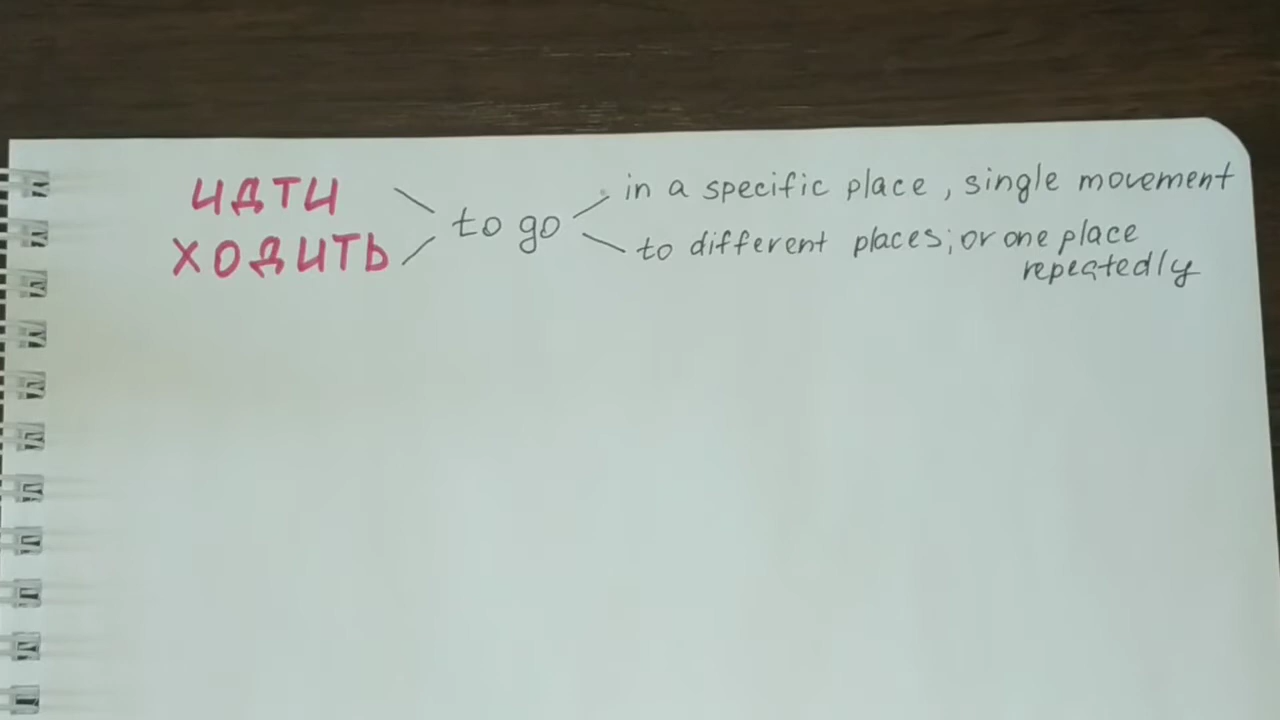 ИДТИ
ХОДИТЬ
to go
in a specific place, single movement
to different places; or one place
repeatedly